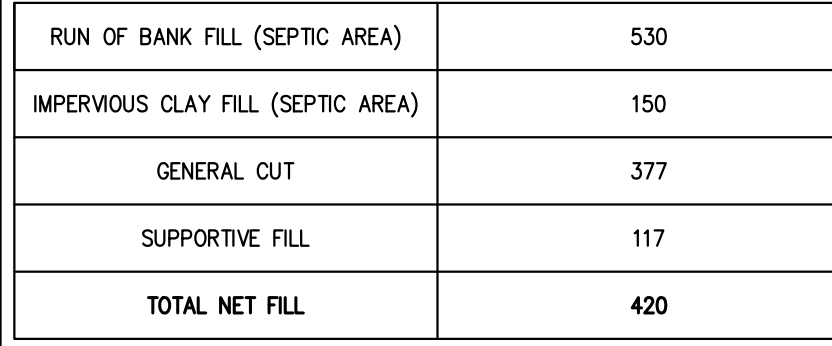 RUN OF BANK FILL (SEPTIC AREA) 530
IMPERVIOUS CLAY FILL (SEPTIC AREA) 150
GENERAL CUT 377
SUPPORTIVE FILL 117
TOTAL NET FILL 420